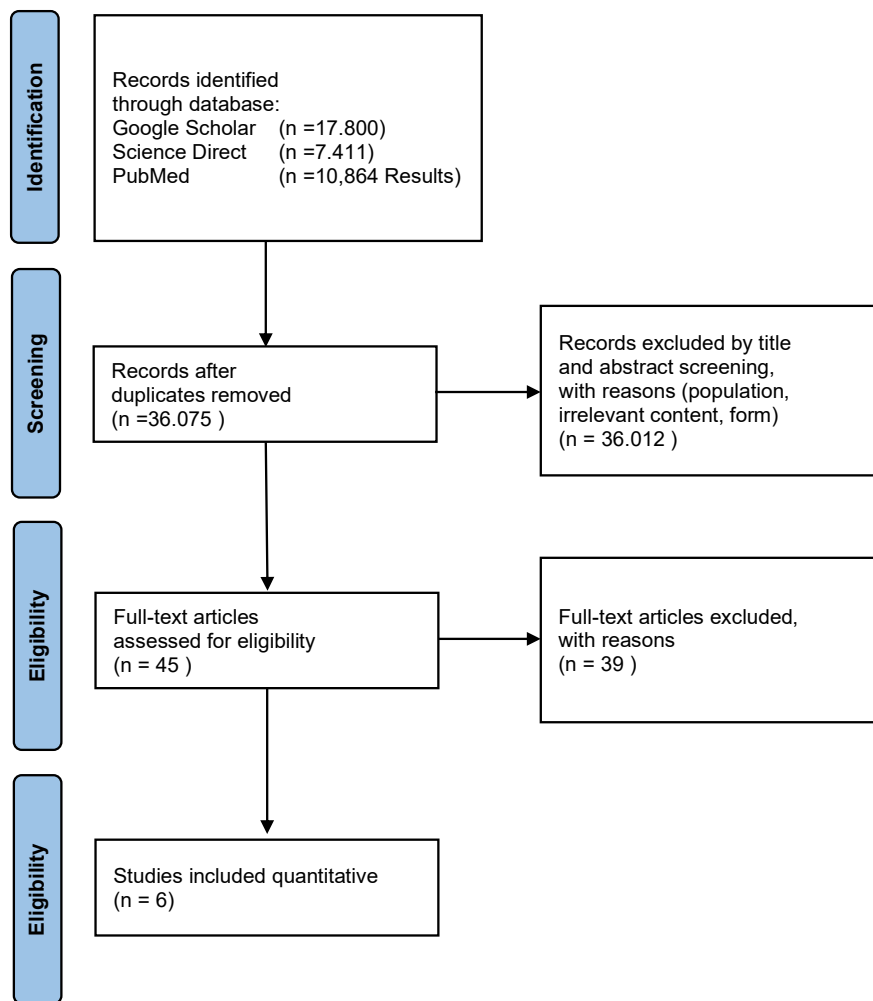 Identification
Records identified
through database:
Google Scholar (n =17.800)
Science Direct (n =7.411)
PubMed (n =10,864 Results)
Screening
Records after
duplicates removed
(n =36.075 )
Records excluded by title
and abstract screening,
with reasons (population,
irrelevant content, form)
(n = 36.012 )
Eligibility
Full-text articles
assessed for eligibility
(n = 45 )
Full-text articles excluded,
with reasons
(n = 39 )
Eligibility
Studies included quantitative
(n = 6)